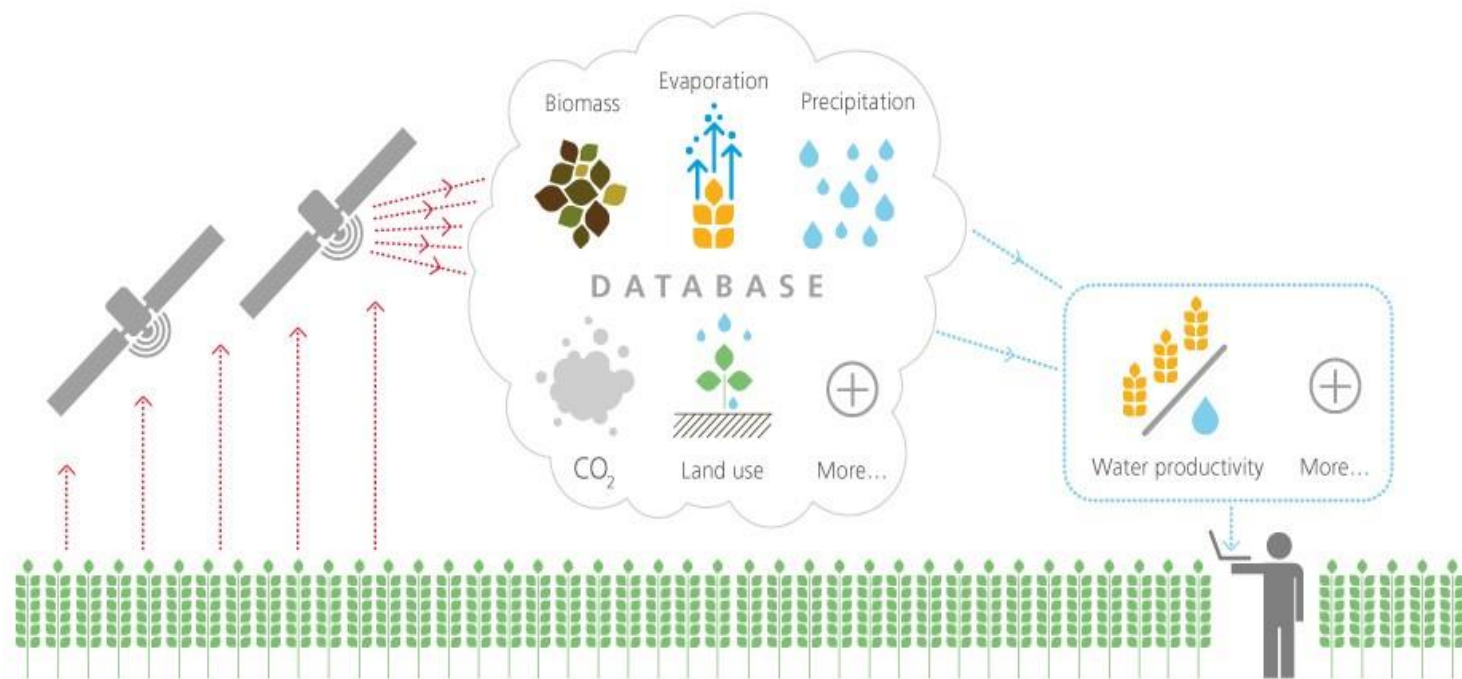 Biomass
Evaporation
Precipitation
DATABASE
CO₂
Land use
More...
Water productivity
More...